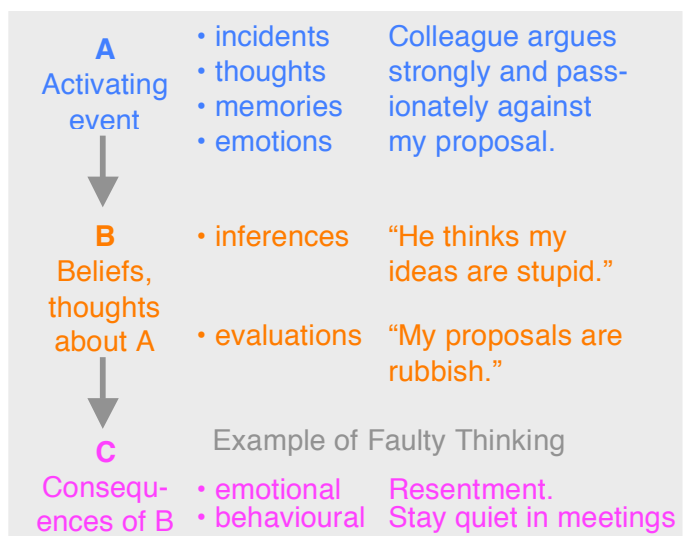 A
Activating
event
• incidents
• thoughts
• memories
• emotions
Colleague argues
strongly and pass-
ionately against
my proposal.
B
Beliefs,
thoughts
about A
• inferences
“He thinks my
ideas are stupid.”
• evaluations
“My proposals are
rubbish.”
Example of Faulty Thinking
C
Consequ-
ences of B
• emotional
Resentment.
• behavioural
Stay quiet in meetings